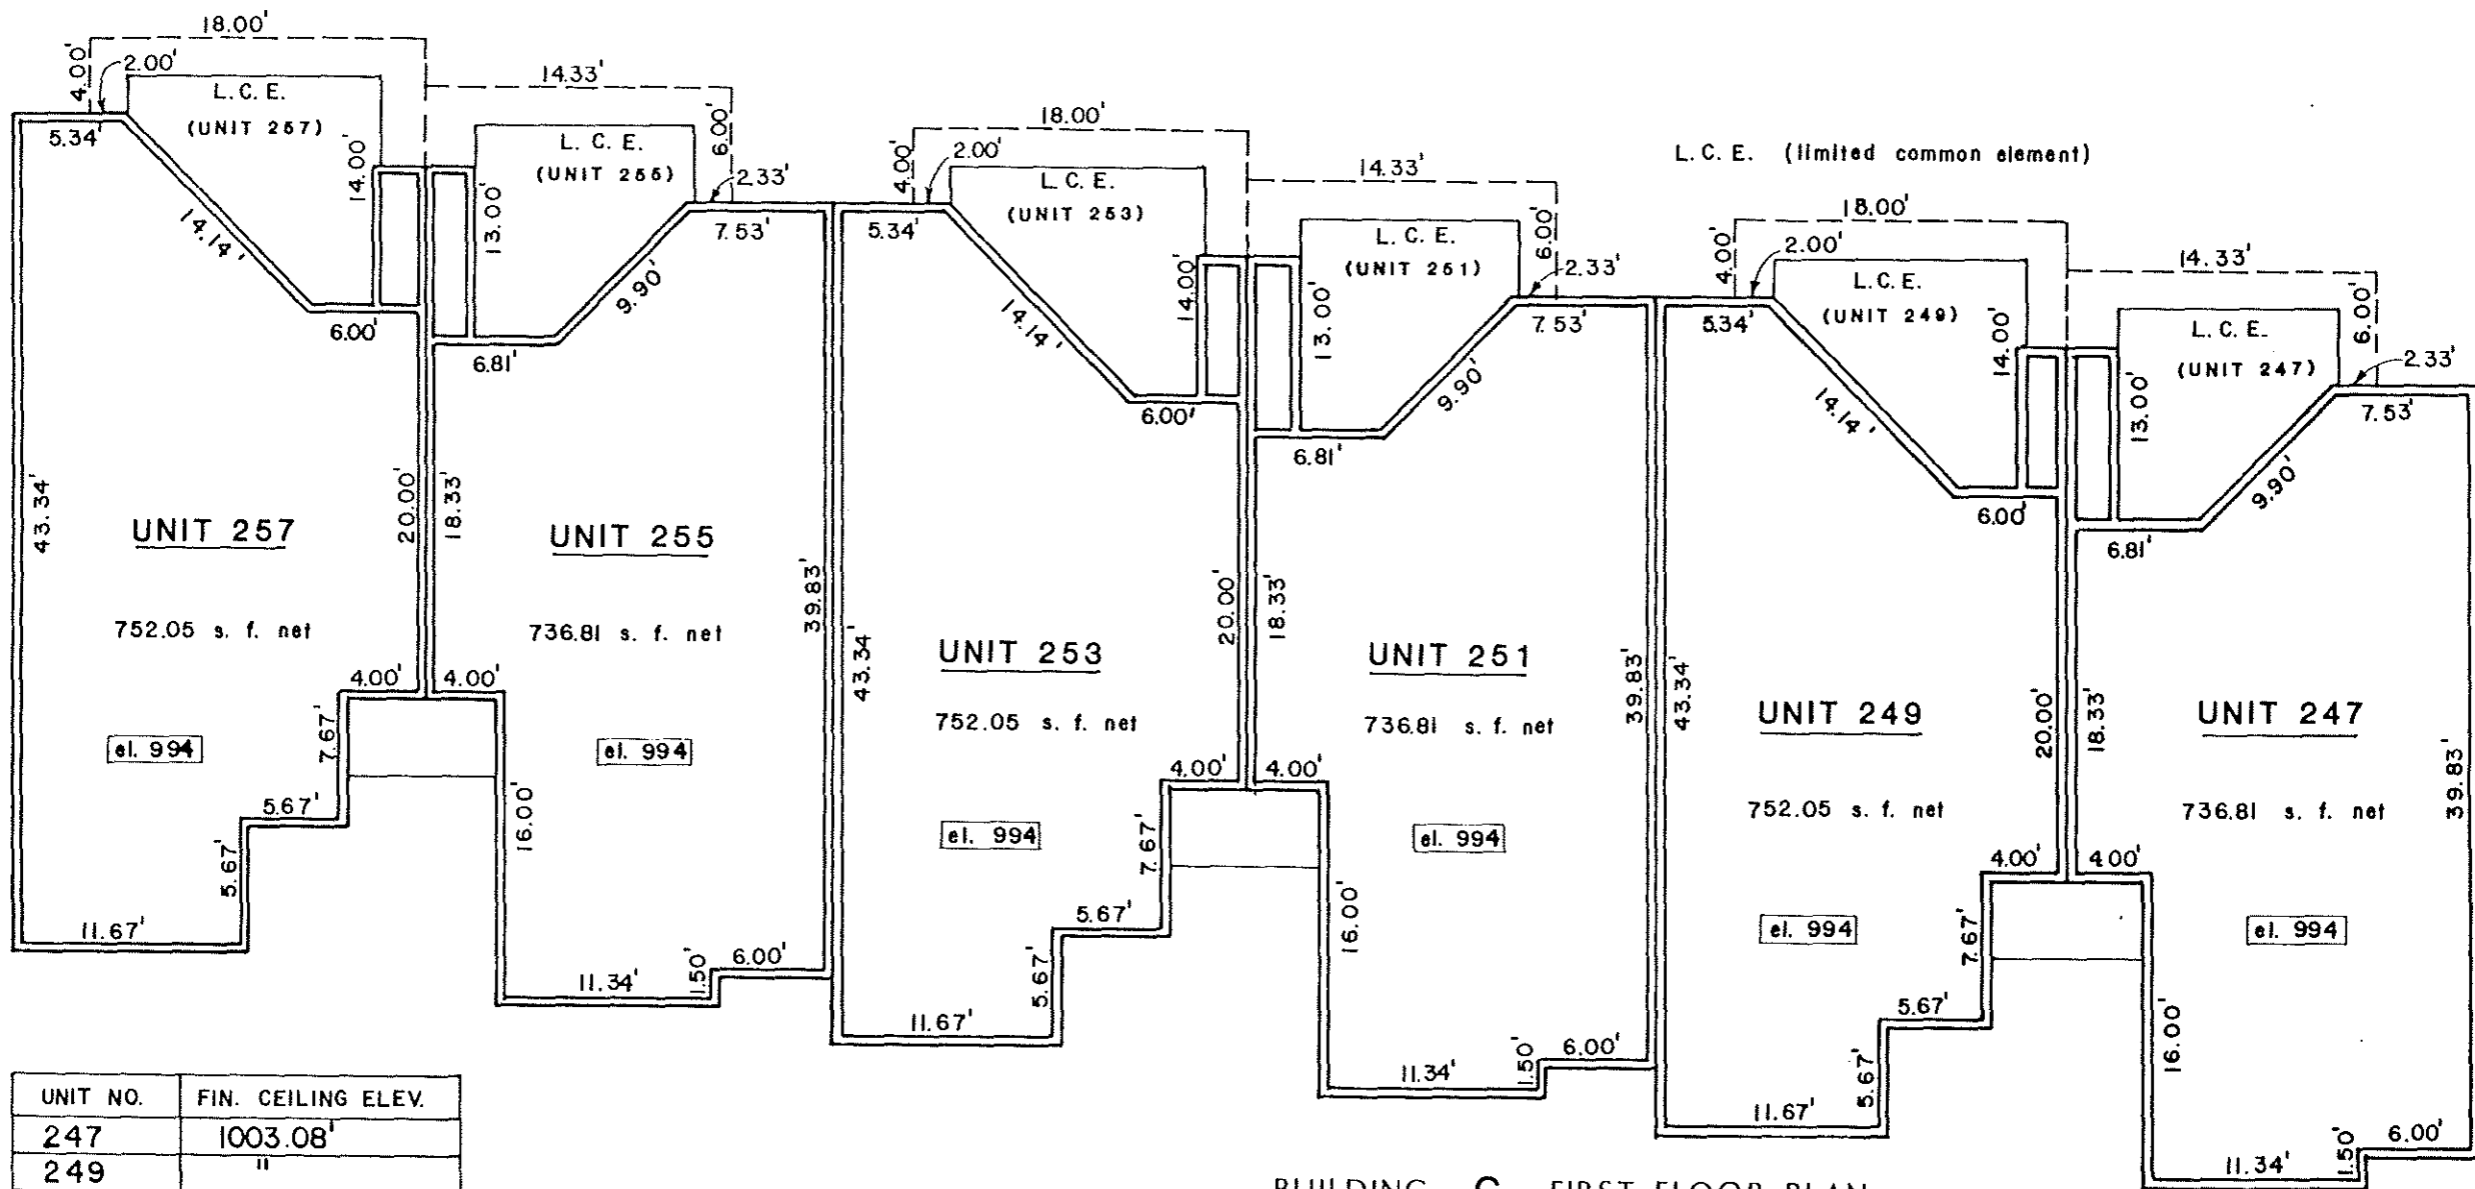 18.00'
4.00'
2.00'
L.C.E.
(UNIT 257)
5.34'
14.00'
14.14'
6.00'
43.34'
20.00'
UNIT 257
752.05 s. f. net
4.00'
7.67'
el. 994
5.67'
5.67'
11.67'
14.33'
L. C. E.
(UNIT 255)
6.00'
2.33'
13.00'
7.53'
9.90'
6.81'
18.33'
UNIT 255
39.83'
736.81 s. f. net
4.00'
el. 994
16.00'
11.34'
1.50'
6.00'
18.00'
4.00'
2.00'
L.C.E.
(UNIT 253)
5.34'
14.00'
14.14'
6.00'
20.00'
43.34'
UNIT 253
752.05 s. f. net
4.00'
7.67'
el. 994
5.67'
5.67'
11.67'
14.33'
L. C. E.
(UNIT 251)
6.00'
2.33'
13.00'
7.53'
9.90'
6.81'
18.33'
UNIT 251
39.83'
736.81 s. f. net
4.00'
el. 994
16.00'
11.34'
1.50'
6.00'
L.C.E. (limited common element)
18.00'
4.00'
2.00'
L.C.E.
(UNIT 249)
5.34'
14.00'
14.14'
6.00'
43.34'
20.00'
UNIT 249
752.05 s. f. net
4.00'
7.67'
el. 994
5.67'
5.67'
11.67'
14.33'
L. C. E.
(UNIT 247)
6.00'
2.33'
13.00'
7.53'
9.90'
6.81'
18.33'
UNIT 247
39.83'
736.81 s. f. net
4.00'
el. 994
16.00'
11.34'
1.50'
6.00'
UNIT NO. FIN. CEILING ELEV.
247 1003.08'
249 "
BUILDING C FIRST FLOOR PLAN